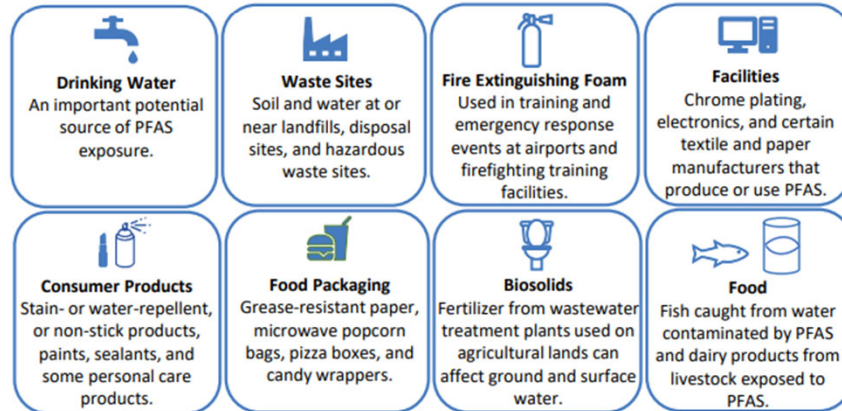 Drinking Water
An important potential
source of PFAS
exposure.
Waste Sites
Soil and water at or
near landfills, disposal
sites, and hazardous
waste sites.
Fire Extinguishing Foam
Used in training and
emergency response
events at airports and
firefighting training
facilities.
Facilities
Chrome plating,
electronics, and certain
textile and paper
manufacturers that
produce or use PFAS.
Consumer Products
Stain- or water-repellent,
or non-stick products,
paints, sealants, and
some personal care
products.
Food Packaging
Grease-resistant paper,
microwave popcorn
bags, pizza boxes, and
candy wrappers.
Biosolids
Fertilizer from wastewater
treatment plants used on
agricultural lands can
affect ground and surface
water.
Food
Fish caught from water
contaminated by PFAS
and dairy products from
livestock exposed to
PFAS.